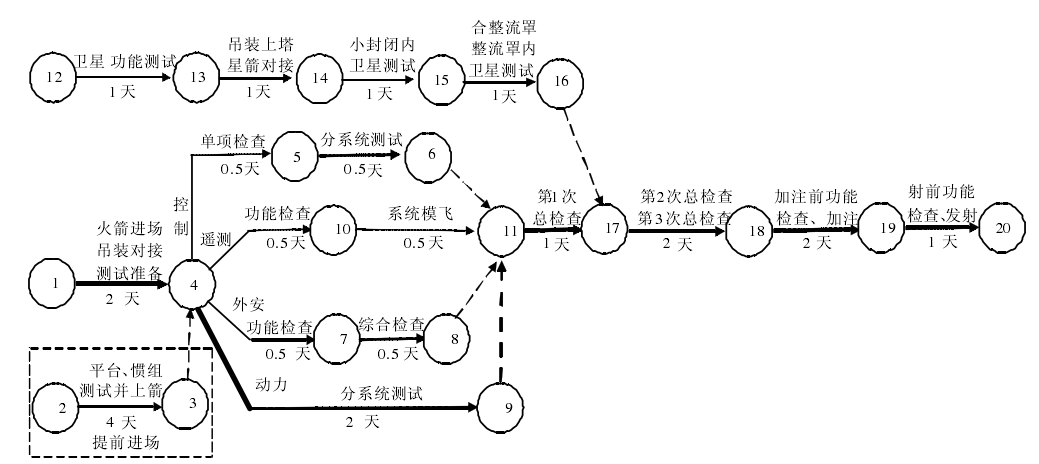 合整流罩
吊装上塔
小封闭内
整流罩内
卫星 功能测试
星箭对接
卫星测试
卫星测试
12
13
14
15
16
1天
1天
1天
1天
单项检查
分系统测试
5
6
0.5天
0.5天
控
制
火箭进场
吊装对接
测试准备
2 天
1
4
遥测
功能检查
0.5天
10
系统模飞
0.5天
11
第1次
总检查
1天
17
第2次总检查
第3次总检查
2 天
18
加注前功能
检查、加注
2天
19
射前功能
检查、发射
1 天
20
外安
功能检查
0.5 天
7
综合检查
0.5 天
8
动力
分系统测试
2 天
9
平台、惯组
测试并上箭
4 天
2
3
提前进场